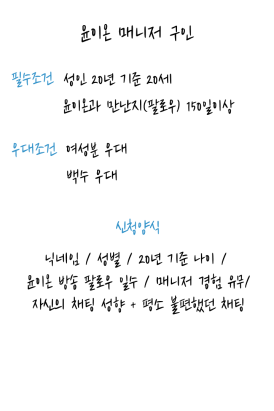 윤이온 매니저 구인
필수조건 성인 20년 기준 20세
윤이온과 만난지(팔로우) 150일이상
우대조건 여성분 우대
백수 우대
신청양식
닉네임 / 성별 / 20년 기준 나이 /
윤이온 방송 팔로우 일수 / 매니저 경험 유무/
자신의 채팅 성향 + 평소 불편했던 채팅